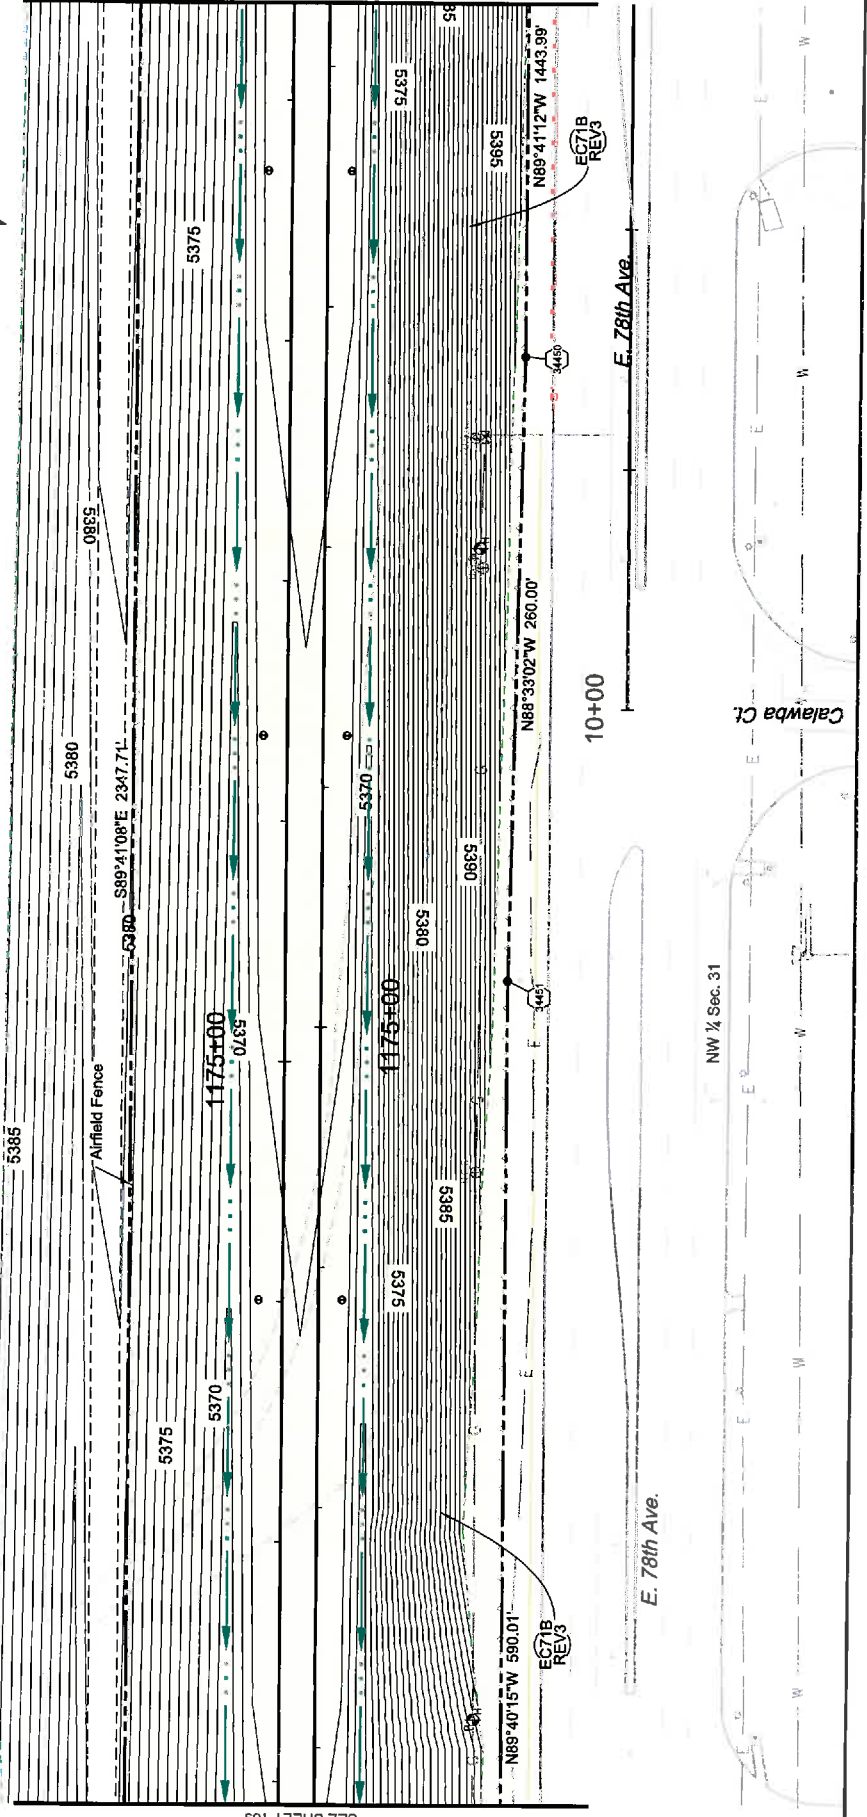 5385
5375
5395
N89°41'12"W 1443.99'
EC71B
REV3
5375
34450
E. 78th Ave.
5380
N88°33'02"W 260.00'
10+00
Calawba Ct.
5380
S89°41'08"E 2347.71'
5370
5390
5380
5380
34451
1175+00
5370
1175+00
NW ¼ Sec. 31
Airfield Fence
5385
5385
5375
5370
5375
E. 78th Ave.
N89°40'15"W 590.01'
EC71B
REV3
E
E
E
E
E
E
E
W
W
W
W
W
G